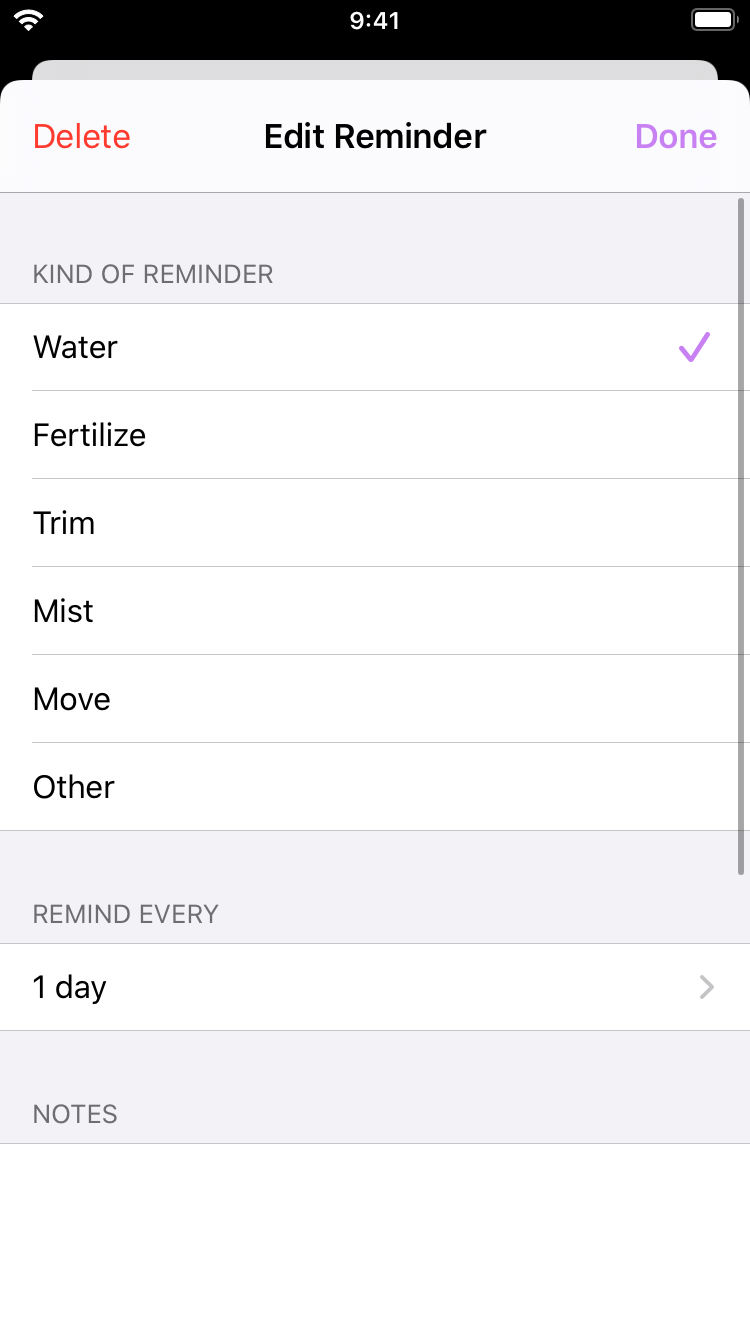 9:41
Delete Edit Reminder Done
KIND OF REMINDER
Water
Fertilize
Trim
Mist
Move
Other
REMIND EVERY
1 day
NOTES